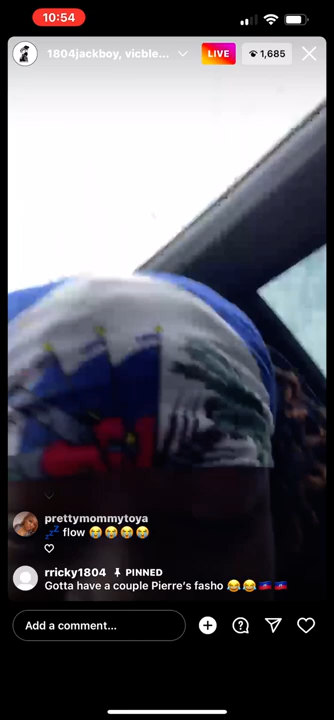 10:54
1804jackboy, vicble...
LIVE
1,685
prettymommytoya
💤 flow 😭😭😭😭
rricky1804 PINNED
Gotta have a couple Pierre’s fasho 😂😂🇭🇹🇭🇹
Add a comment...